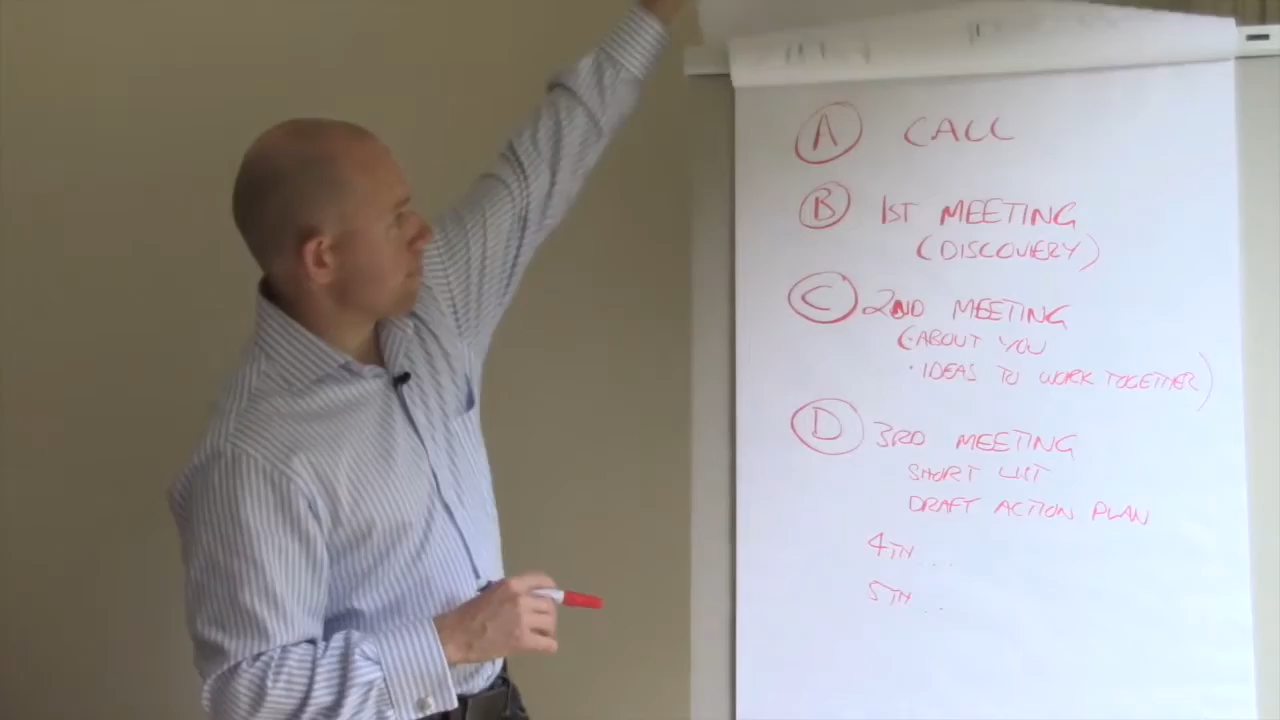 A CALL
B 1ST MEETING
(DISCOVERY)
C 2ND MEETING
(·ABOUT YOU
· IDEAS TO WORK TOGETHER)
D 3RD MEETING
SHORT LIST
DRAFT ACTION PLAN
4TH ...
5TH ...